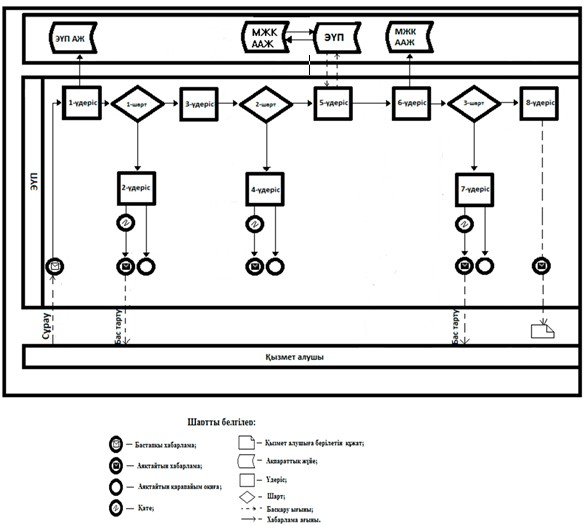 ЭҮП АЖ
МЖК
ААЖ
ЭҮП
МЖК
ААЖ
1-үдеріс
1-шарт
3-үдеріс
2-шарт
5-үдеріс
6-үдеріс
3-шарт
8-үдеріс
ЭҮП
2-үдеріс
4-үдеріс
7-үдеріс
Сұрау
Бас тарту
Бас тарту
Қызмет алушы
Шартты белгілер:
— Бастапқы хабарлама;
— Аяқтайтын хабарлама;
— Аяқтайтын қарапайым оқиға;
— Қате;
— Қызмет алушыға берілетін құжат;
— Ақпараттық жүйе;
— Үдеріс;
— Шарт;
— Басқару ағыны;
— Хабарлама ағыны.